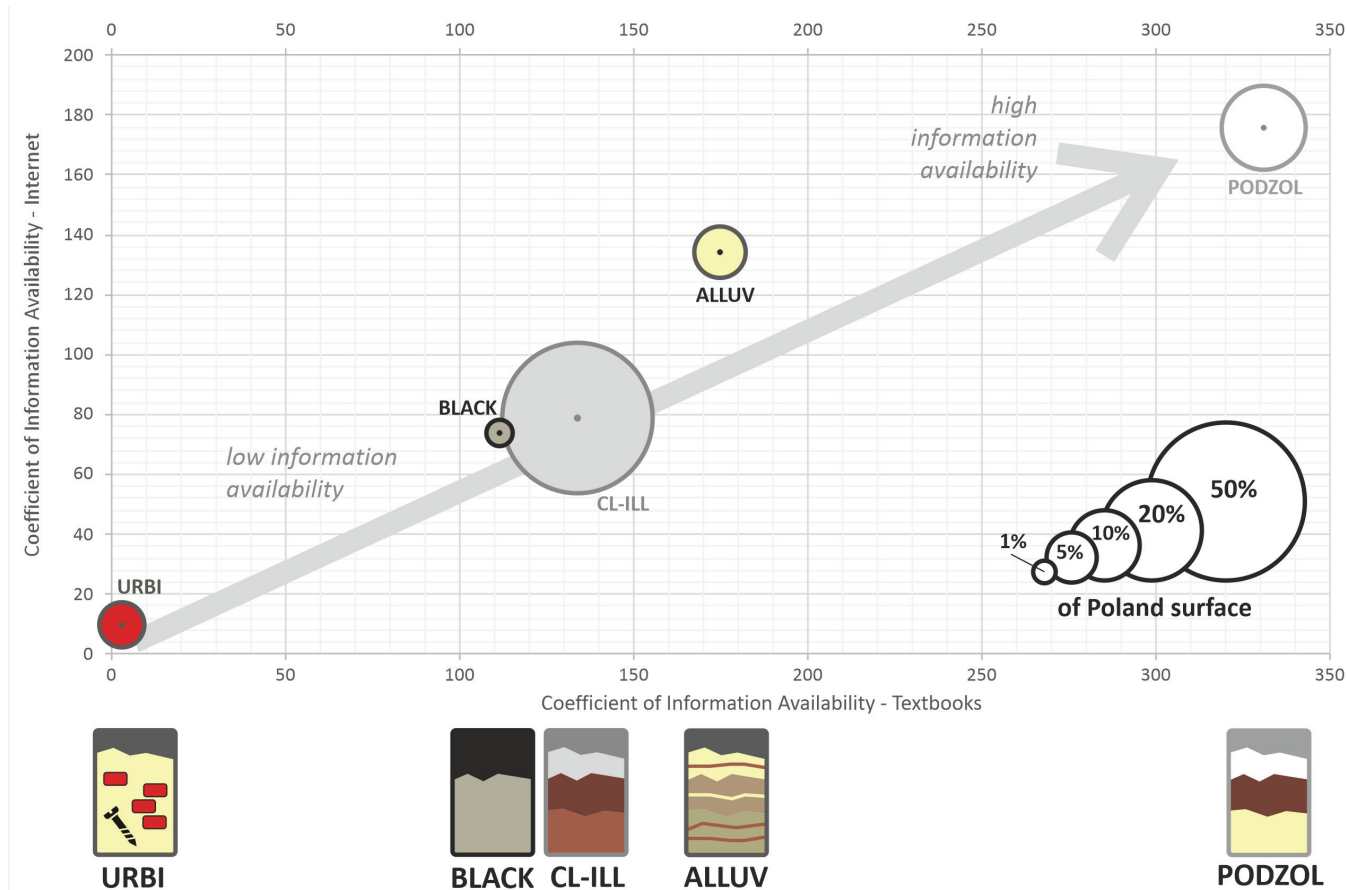 0 50 100 150 200 250 300 350
200
180
160
140
120
100
80
60
40
20
0
Coefficient of Information Availability - Internet
high
information
availability
PODZOL
ALLUV
BLACK
CL-ILL
low information
availability
URBI
1%
5%
10%
20%
50%
of Poland surface
0 50 100 150 200 250 300 350
Coefficient of Information Availability - Textbooks
URBI BLACK CL-ILL ALLUV PODZOL